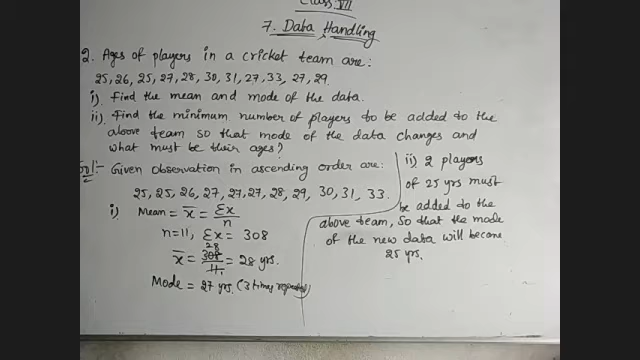 Class: VII
7. Data Handling
2. Ages of players in a cricket team are:
25, 26, 25, 27, 28, 30, 31, 27, 33, 27, 29.
i) Find the mean and mode of the data.
ii) Find the minimum number of players to be added to the
above team so that mode of the data changes and
what must be their ages?
Sol:- Given observation in ascending order are:
25, 25, 26, 27, 27, 27, 28, 29, 30, 31, 33.
i) Mean = x̅ = Σx/n
n=11, Σx = 308
28
x̅ = 308/11 = 28 yrs.
Mode = 27 yrs. (3 times repeated)
ii) 2 players
of 25 yrs must
be added to the
above team, so that the mode
of the new data will become
25 yrs.